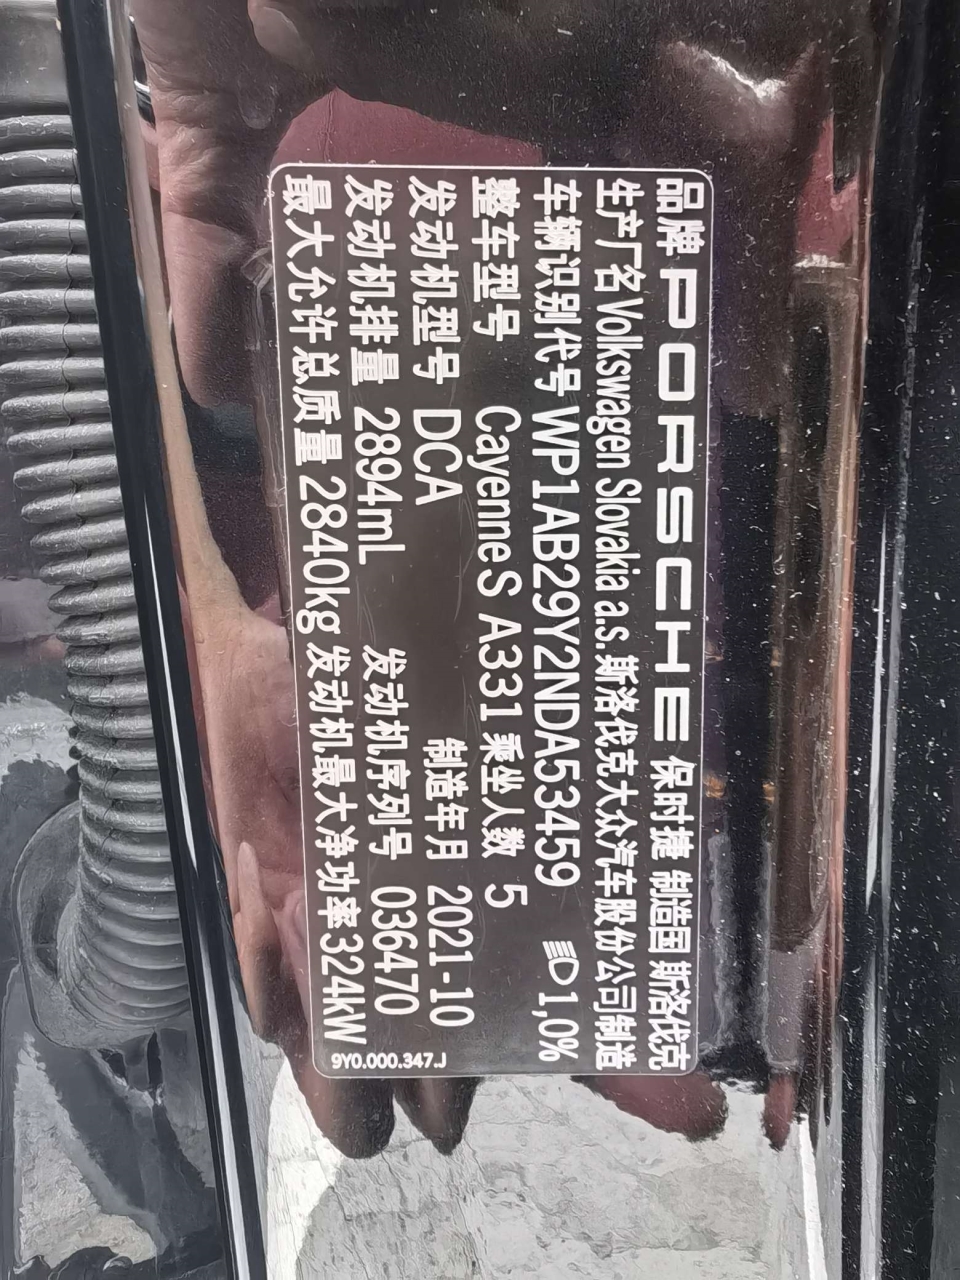 品牌 PORSCHE 保时捷 制造国 斯洛伐克
生产厂名 Volkswagen Slovakia a.s. 斯洛伐克大众汽车股份公司制造
车辆识别代号 WP1AB29Y2NDA53459 1,0%
整车型号 CayenneS A331 乘坐人数 5
发动机型号 DCA 制造年月 2021-10
发动机排量 2894mL 发动机序列号 036470
最大允许总质量 2840kg 发动机最大净功率 324kW
9Y0.000.347.J